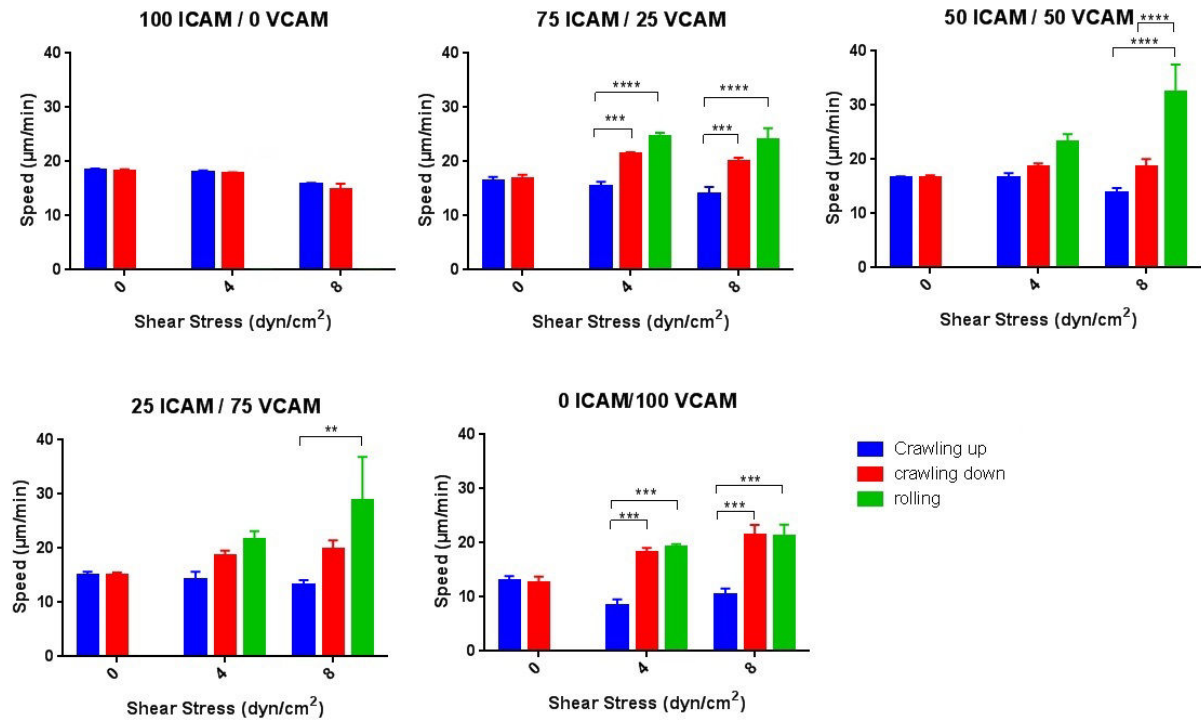 100 ICAM / 0 VCAM
40
30
20
10
0
Speed (µm/min)
0
4
8
Shear Stress (dyn/cm²)
75 ICAM / 25 VCAM
40
30
20
10
0
Speed (µm/min)
****
***
****
***
0
4
8
Shear Stress (dyn/cm²)
50 ICAM / 50 VCAM
40
30
20
10
0
Speed (µm/min)
****
****
0
4
8
Shear Stress (dyn/cm²)
25 ICAM / 75 VCAM
40
30
20
10
0
Speed (µm/min)
**
0
4
8
Shear Stress (dyn/cm²)
0 ICAM/100 VCAM
40
30
20
10
0
Speed (µm/min)
***
***
***
***
0
4
8
Shear Stress (dyn/cm²)
Crawling up
crawling down
rolling